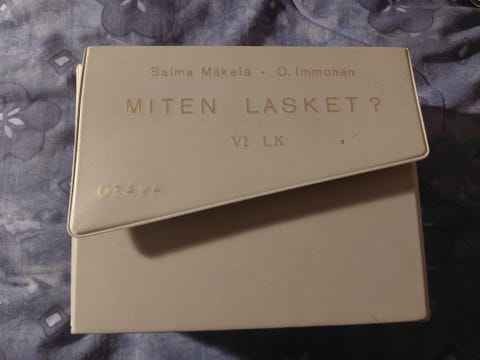 Saima Mäkelä - O. Immonen
MITEN LASKET?
VI LK
OTAVA